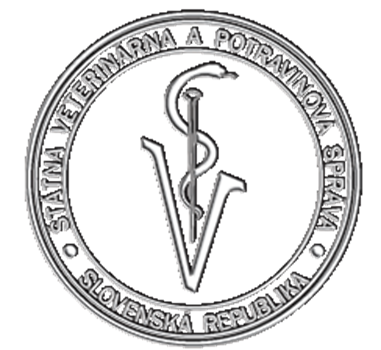 ŠTÁTNA VETERINÁRNA A POTRAVINOVÁ SPRÁVA
SLOVENSKÁ REPUBLIKA
V